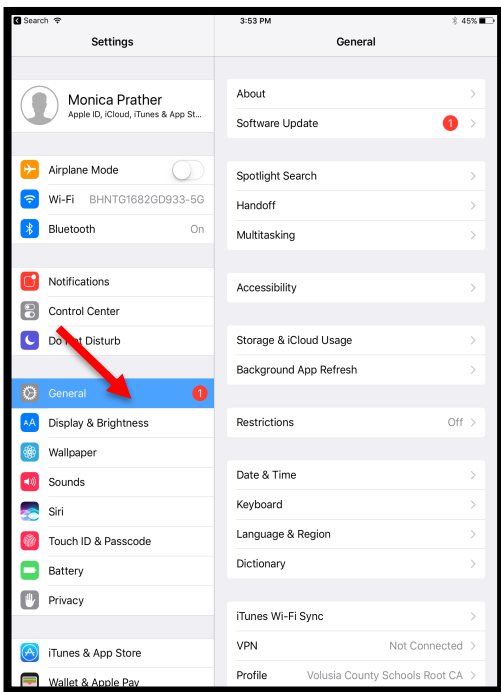 Search 3:53 PM 45%
Settings
General
Monica Prather
Apple ID, iCloud, iTunes & App St...
Airplane Mode
Wi-Fi BHNTG1682GD933-5G
Bluetooth On
Notifications
Control Center
Do Not Disturb
General 1
AA Display & Brightness
Wallpaper
Sounds
Siri
Touch ID & Passcode
Battery
Privacy
iTunes & App Store
Wallet & Apple Pay
About
Software Update 1
Spotlight Search
Handoff
Multitasking
Accessibility
Storage & iCloud Usage
Background App Refresh
Restrictions Off
Date & Time
Keyboard
Language & Region
Dictionary
iTunes Wi-Fi Sync
VPN Not Connected
Profile Volusia County Schools Root CA